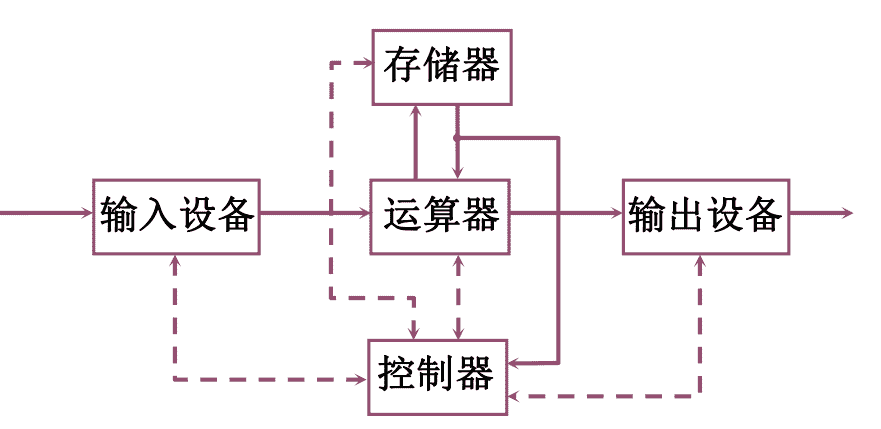 存储器
输入设备
运算器
输出设备
控制器